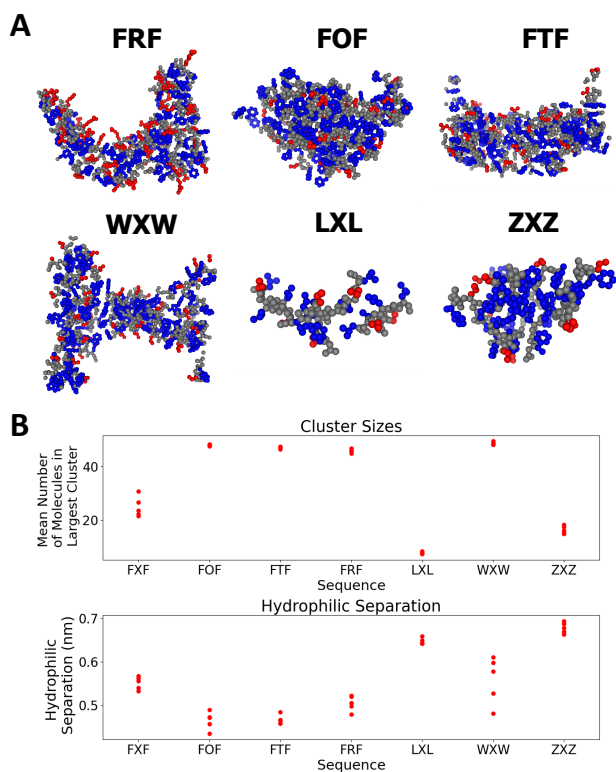 A
FRF FOF FTF
WXW LXL ZXZ
B
Cluster Sizes
Mean Number
of Molecules in
Largest Cluster
40
20
FXF FOF FTF FRF LXL WXW ZXZ
Sequence
Hydrophilic Separation
Hydrophilic
Separation (nm)
0.7
0.6
0.5
FXF FOF FTF FRF LXL WXW ZXZ
Sequence